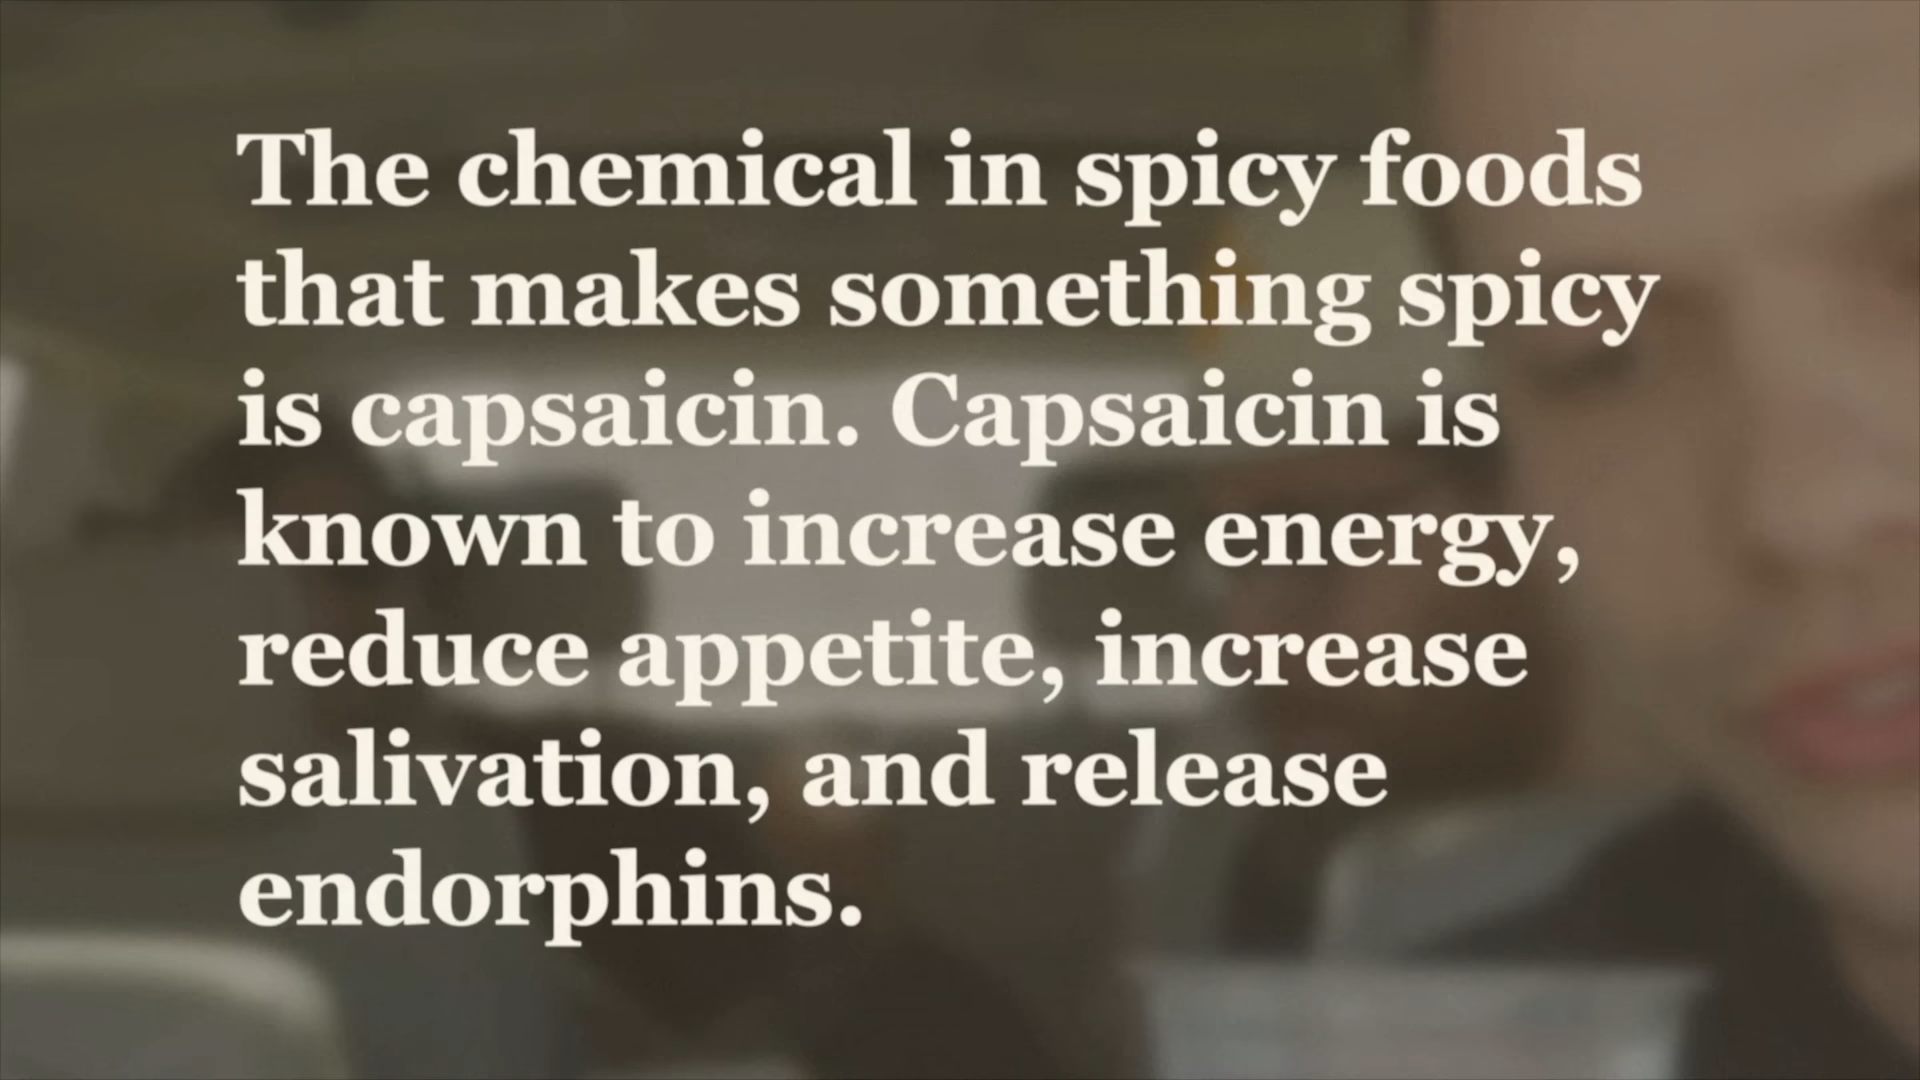 The chemical in spicy foods
that makes something spicy
is capsaicin. Capsaicin is
known to increase energy,
reduce appetite, increase
salivation, and release
endorphins.